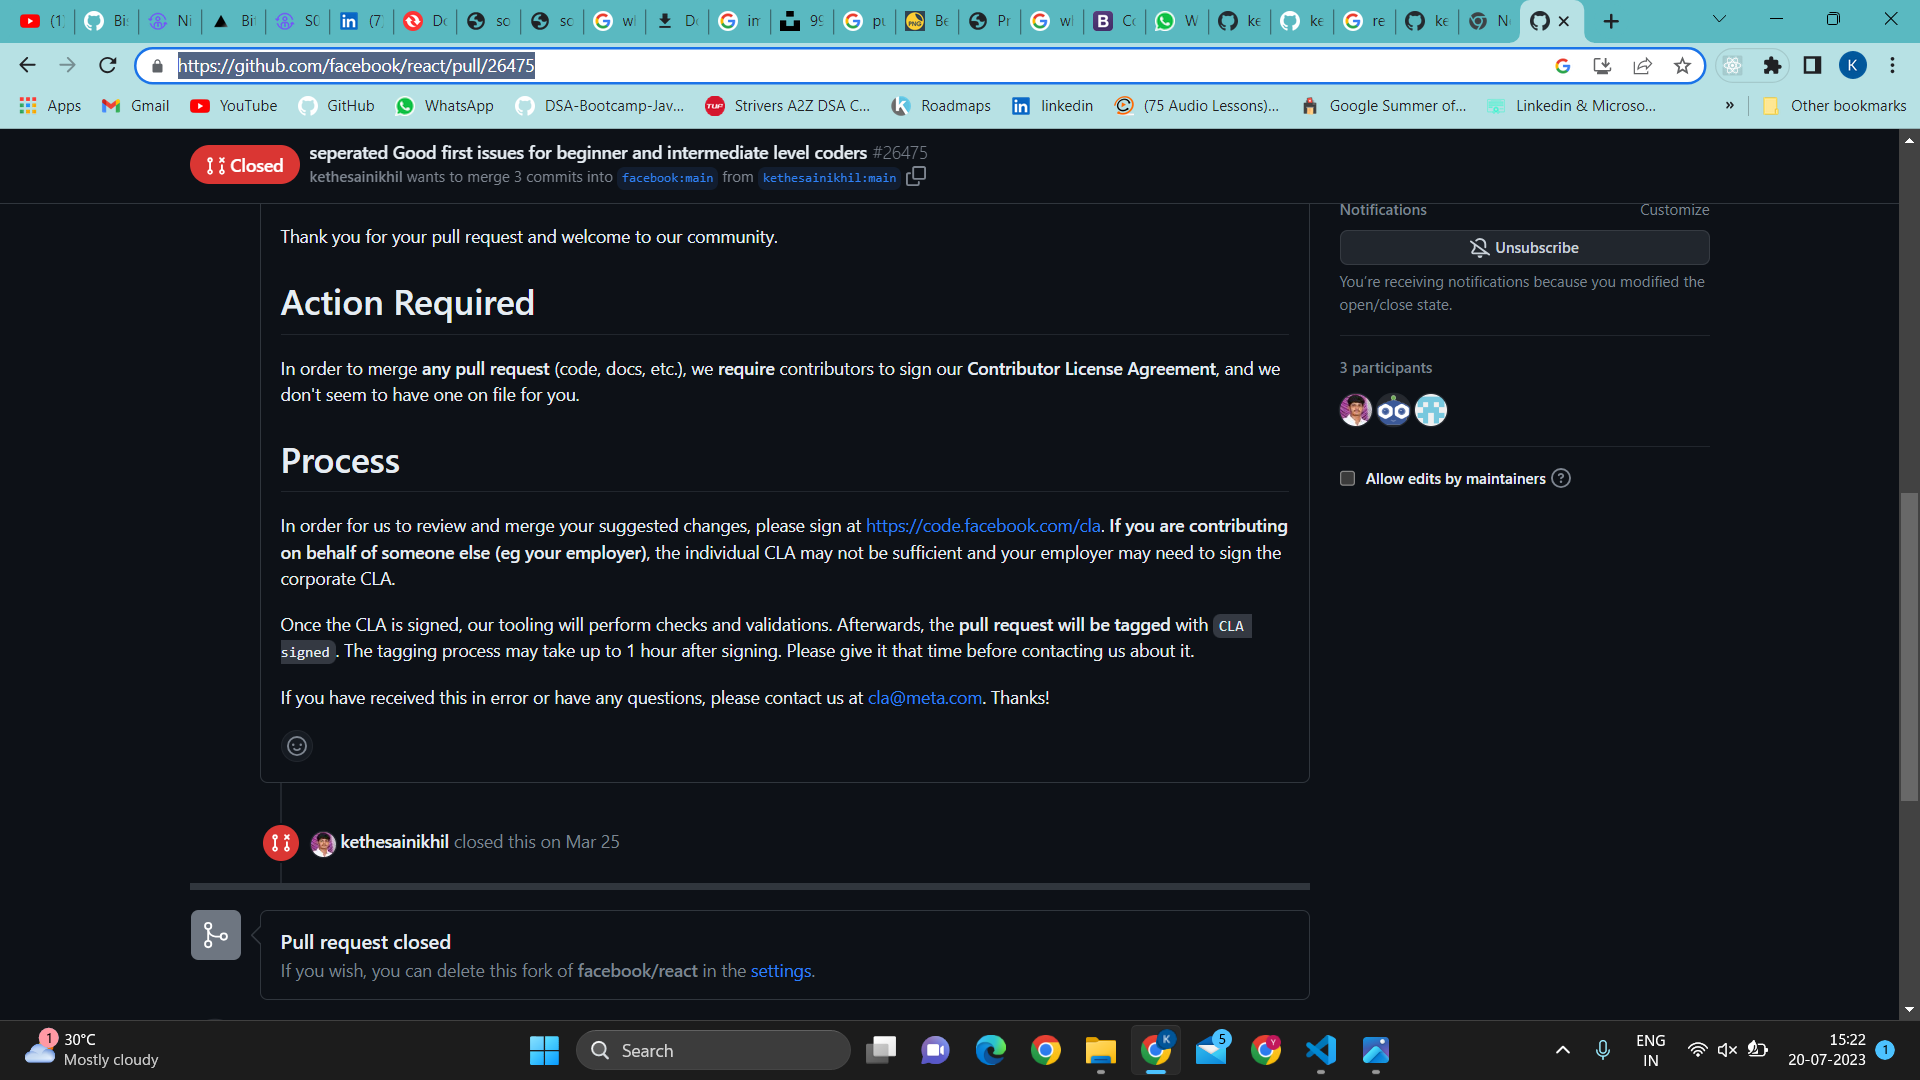 (1)
Bi
Ni
Bi
SC
(7)
Do
so
so
wl
Do
im
99
pu
Be
Pr
wl
Co
W
ke
ke
re
ke
N
https://github.com/facebook/react/pull/26475
K
Apps
Gmail
YouTube
GitHub
WhatsApp
DSA-Bootcamp-Jav...
Strivers A2Z DSA C...
Roadmaps
linkedin
(75 Audio Lessons)...
Google Summer of...
Linkedin & Microso...
»
Other bookmarks
Closed
seperated Good first issues for beginner and intermediate level coders #26475
kethesainikhil wants to merge 3 commits into facebook:main from kethesainikhil:main
Thank you for your pull request and welcome to our community.
Action Required
In order to merge any pull request (code, docs, etc.), we require contributors to sign our Contributor License Agreement, and we
don't seem to have one on file for you.
Process
In order for us to review and merge your suggested changes, please sign at https://code.facebook.com/cla. If you are contributing
on behalf of someone else (eg your employer), the individual CLA may not be sufficient and your employer may need to sign the
corporate CLA.
Once the CLA is signed, our tooling will perform checks and validations. Afterwards, the pull request will be tagged with CLA
signed. The tagging process may take up to 1 hour after signing. Please give it that time before contacting us about it.
If you have received this in error or have any questions, please contact us at cla@meta.com. Thanks!
kethesainikhil closed this on Mar 25
Pull request closed
If you wish, you can delete this fork of facebook/react in the settings.
Notifications
Customize
Unsubscribe
You're receiving notifications because you modified the
open/close state.
3 participants
Allow edits by maintainers
1
30°C
Mostly cloudy
Search
K
5
Y
ENG
IN
15:22
20-07-2023
1